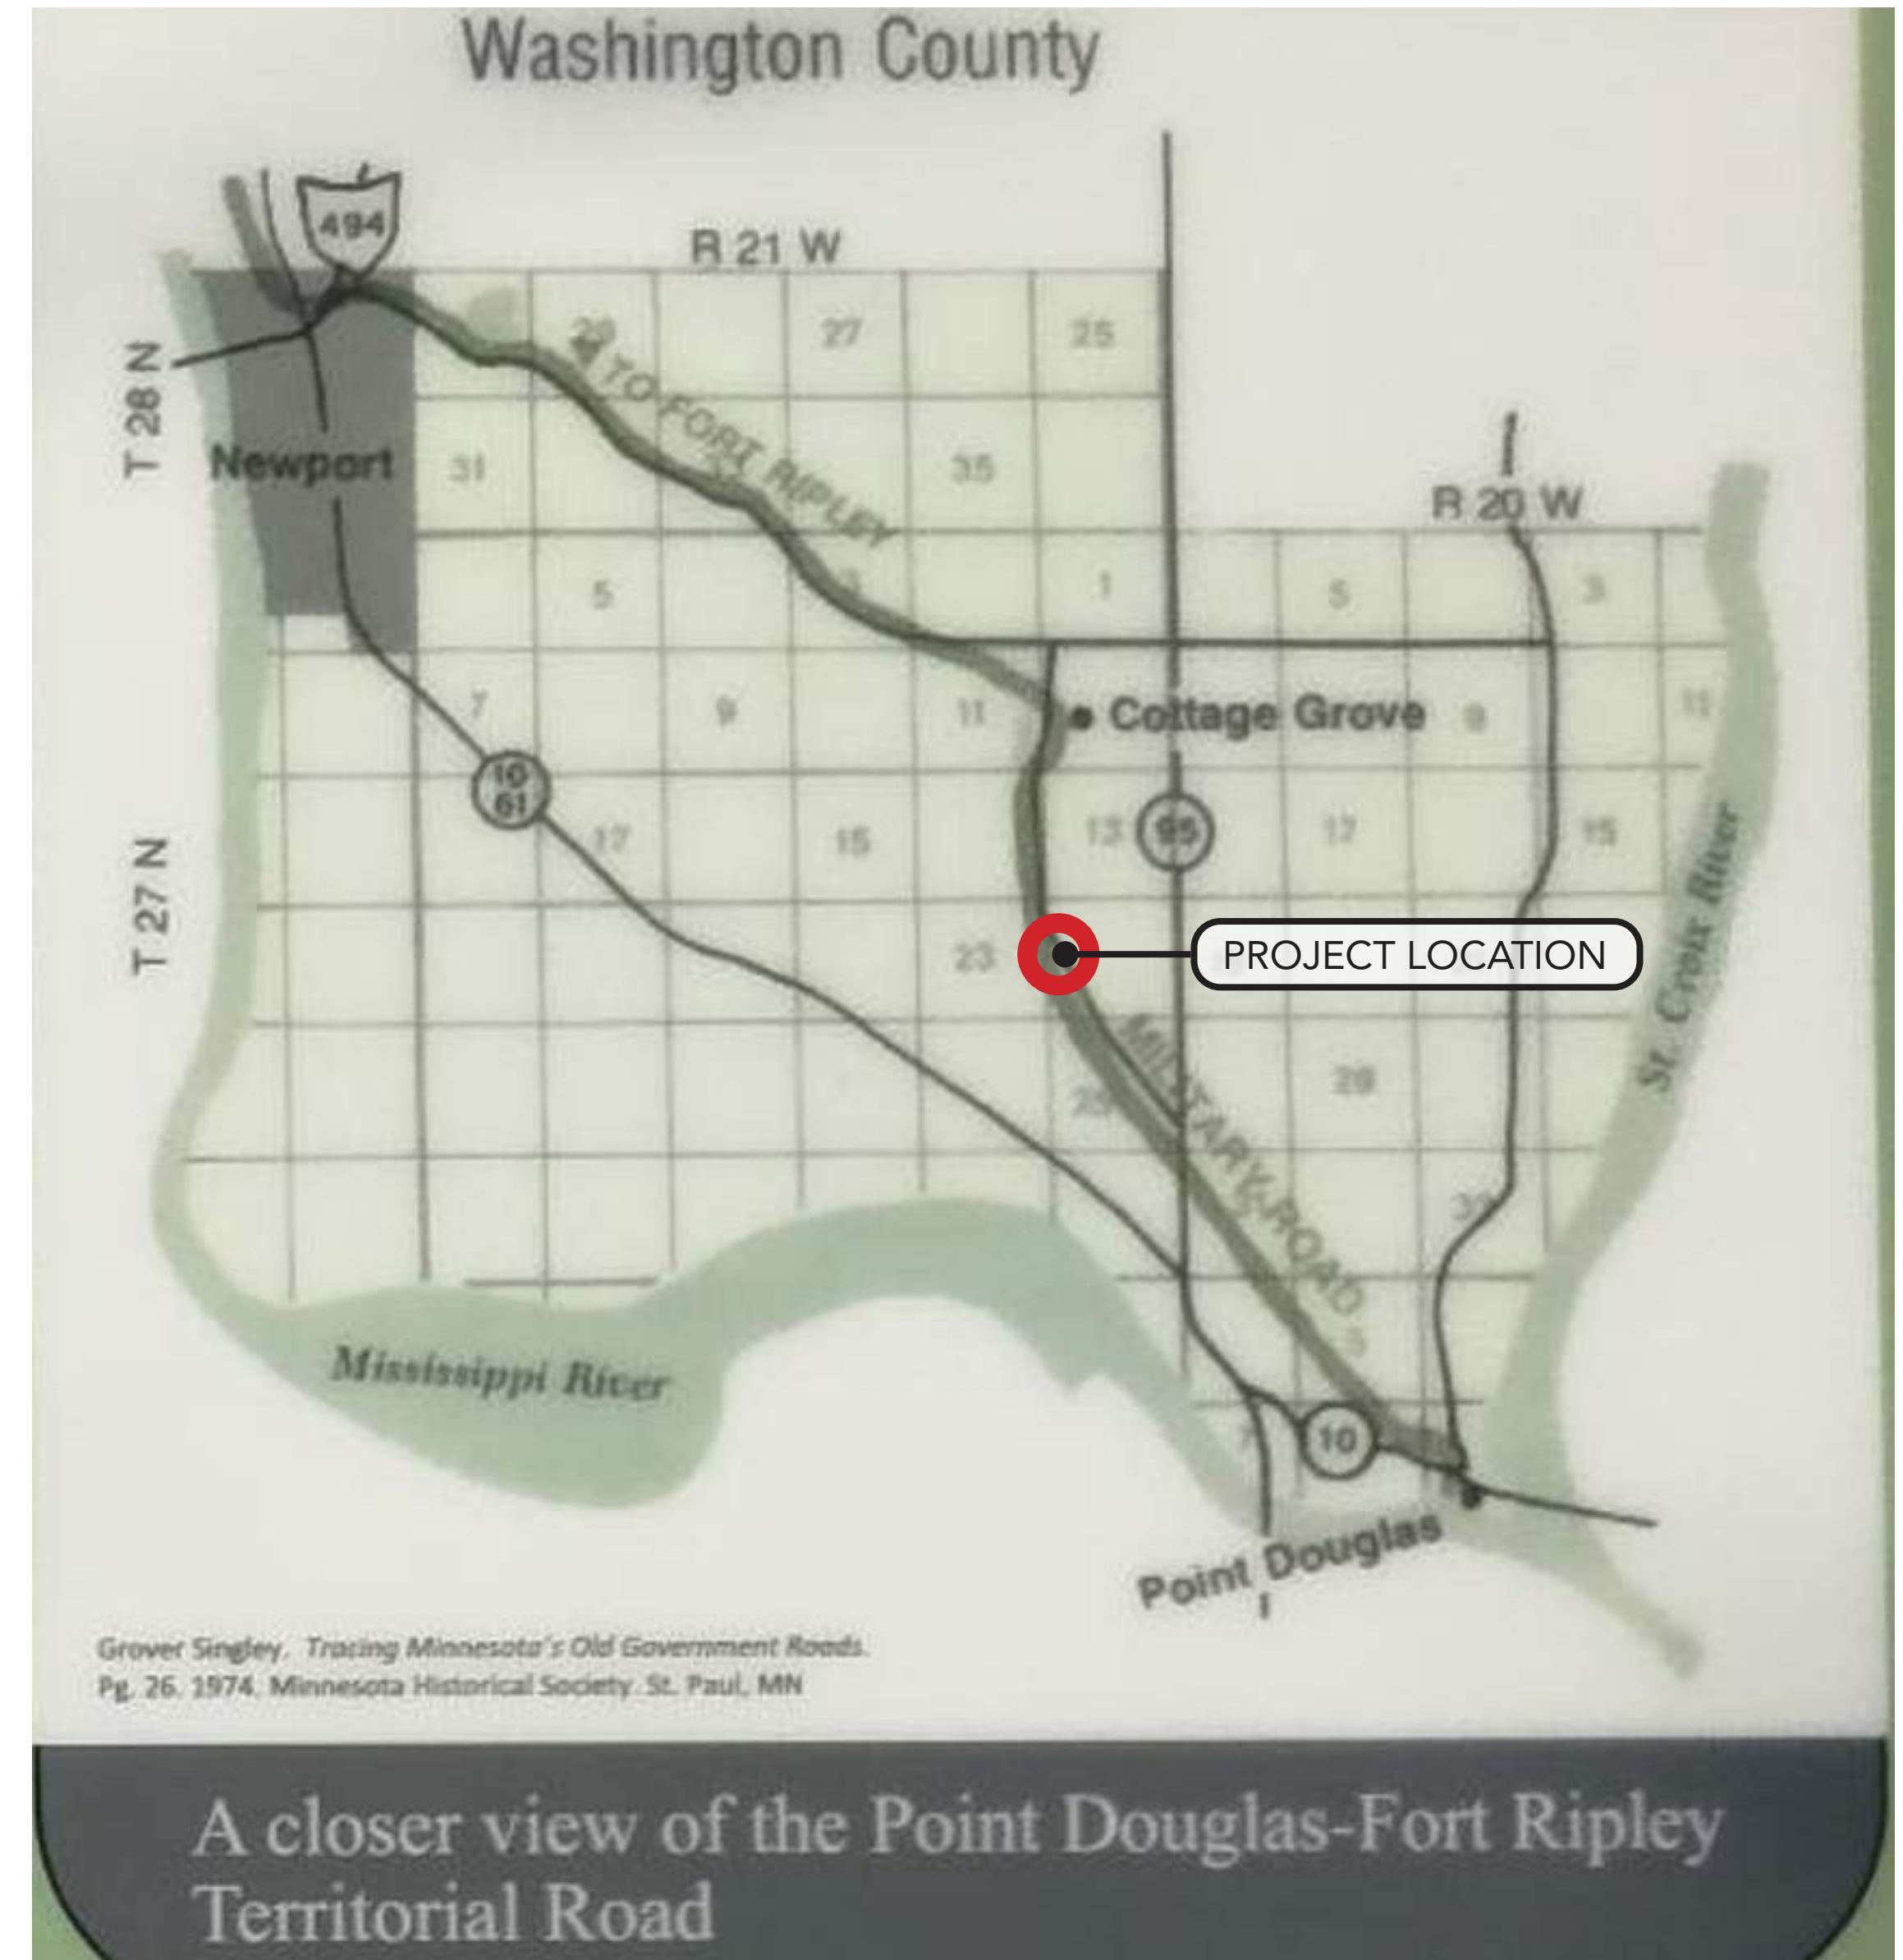 Washington County
494
R 21 W
T 28 N
27
25
TO FORT RIPLEY
Newport
31
35
R 20 W
5
1
5
3
7
9
11
Cottage Grove
9
11
10
61
17
15
13
95
17
15
T 27 N
23
PROJECT LOCATION
St. Croix River
MILITARY ROAD
29
Mississippi River
7
10
Point Douglas
Grover Singley. Tracing Minnesota's Old Government Roads.
Pg. 26. 1974. Minnesota Historical Society. St. Paul, MN
A closer view of the Point Douglas-Fort Ripley
Territorial Road